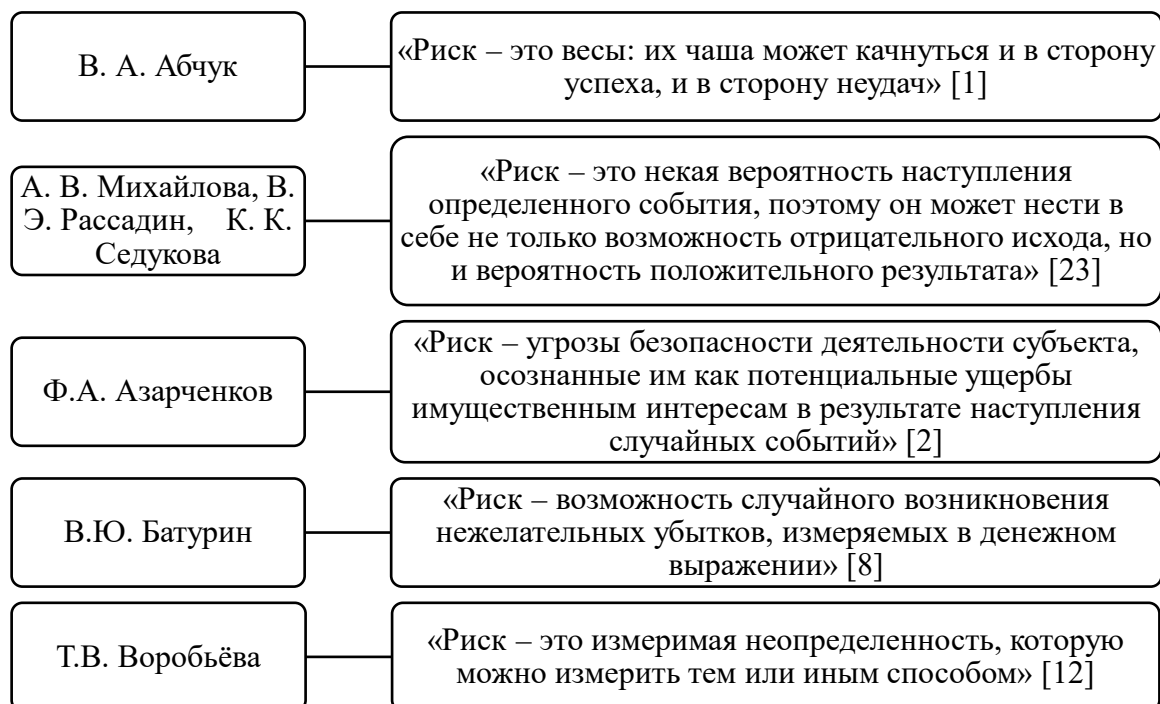 В. А. Абчук
«Риск – это весы: их чаша может качнуться и в сторону
успеха, и в сторону неудач» [1]
А. В. Михайлова, В.
Э. Рассадин, К. К.
Седукова
«Риск – это некая вероятность наступления
определенного события, поэтому он может нести в
себе не только возможность отрицательного исхода, но
и вероятность положительного результата» [23]
Ф.А. Азарченков
«Риск – угрозы безопасности деятельности субъекта,
осознанные им как потенциальные ущербы
имущественным интересам в результате наступления
случайных событий» [2]
В.Ю. Батурин
«Риск – возможность случайного возникновения
нежелательных убытков, измеряемых в денежном
выражении» [8]
Т.В. Воробьёва
«Риск – это измеримая неопределенность, которую
можно измерить тем или иным способом» [12]